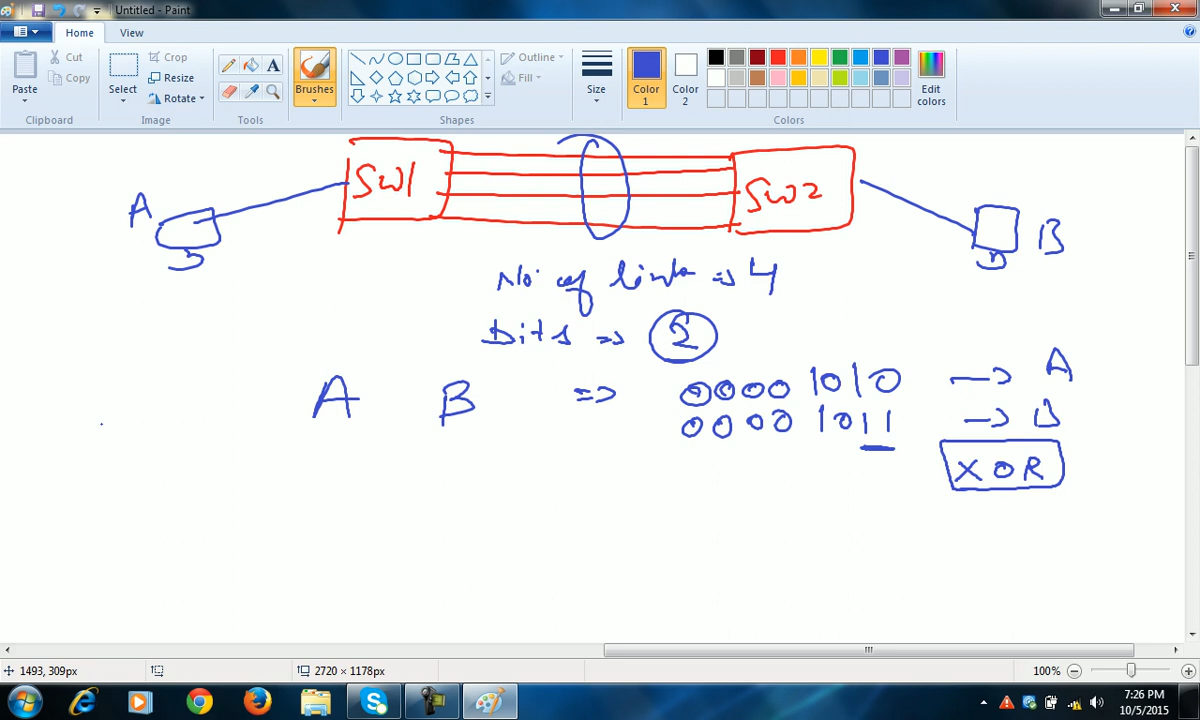 Untitled - Paint
Home View
Paste
Cut
Copy
Clipboard
Select
Crop
Resize
Rotate
Image
A
Tools
Brushes
Outline
Fill
Shapes
Size
Color 1
Color 2
Edit colors
Colors
SW1
SW2
A
B
No. of link => 4
bits => 2
A B => 0000 1010 -> A
0000 1011 -> B
XOR
1493, 309px
2720 × 1178px
100%
7:26 PM
10/5/2015